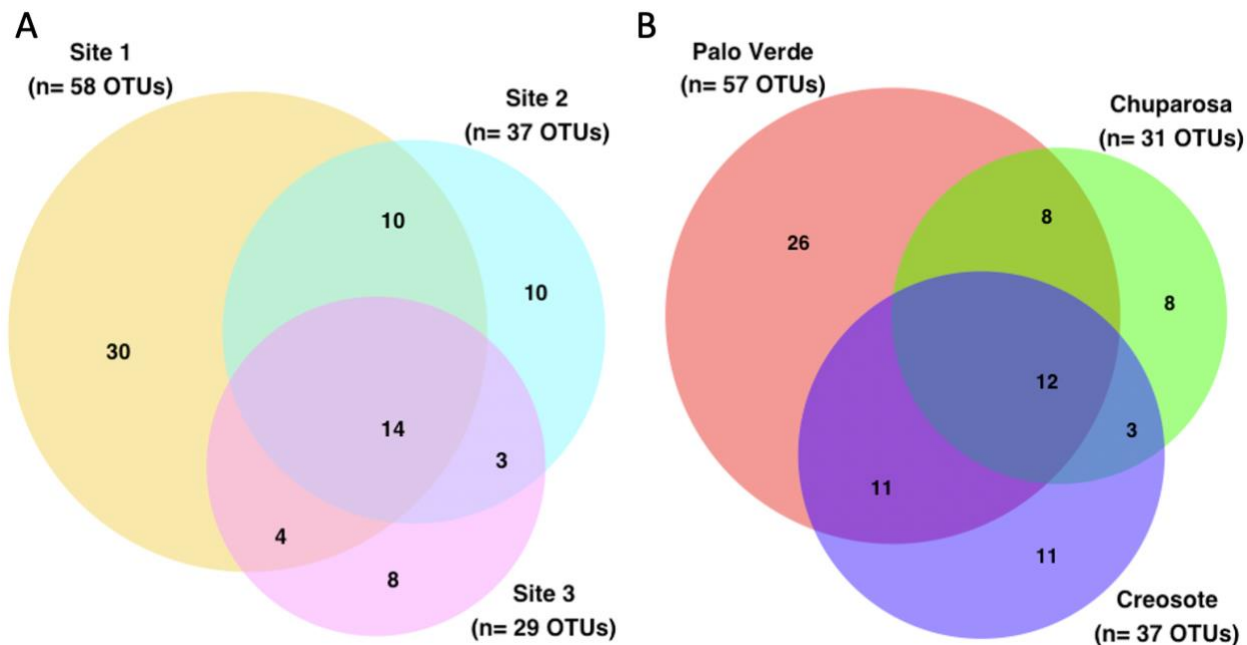 A
Site 1
(n= 58 OTUs)
Site 2
(n= 37 OTUs)
10
10
30
14
3
4
8
Site 3
(n= 29 OTUs)
B
Palo Verde
(n= 57 OTUs)
Chuparosa
(n= 31 OTUs)
8
26
8
12
3
11
11
Creosote
(n= 37 OTUs)